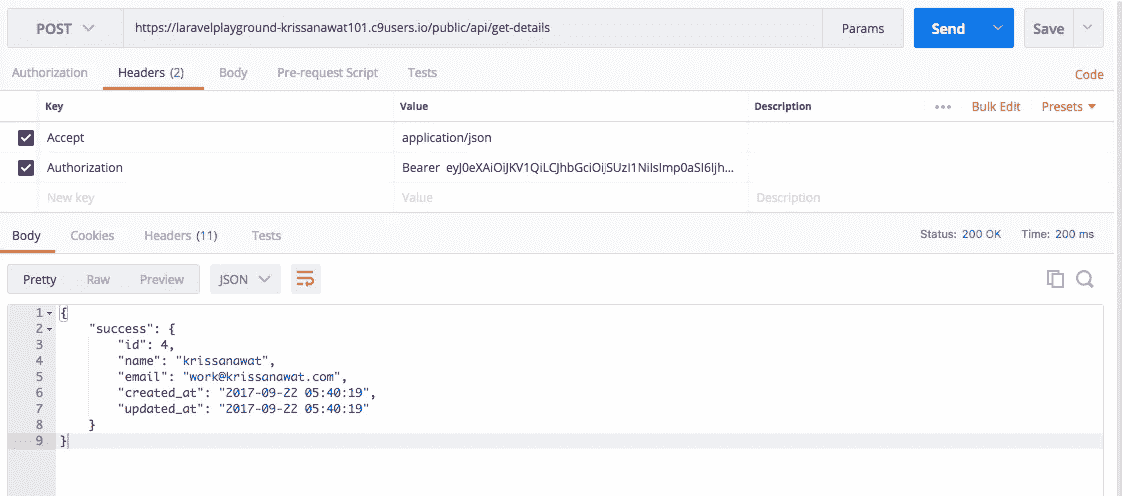 POST https://laravelplayground-krissanawat101.c9users.io/public/api/get-details Params Send Save
Authorization Headers (2) Body Pre-request Script Tests Code
Key Value Description ••• Bulk Edit Presets
Accept application/json
Authorization Bearer eyJ0eXAiOiJKV1QiLCJhbGciOiJSUzI1NiIsImp0aSI6Ijh...
New key Value Description
Body Cookies Headers (11) Tests Status: 200 OK Time: 200 ms
Pretty Raw Preview JSON
1 {
2 "success": {
3 "id": 4,
4 "name": "krissanawat",
5 "email": "work@krissanawat.com",
6 "created_at": "2017-09-22 05:40:19",
7 "updated_at": "2017-09-22 05:40:19"
8 }
9 }